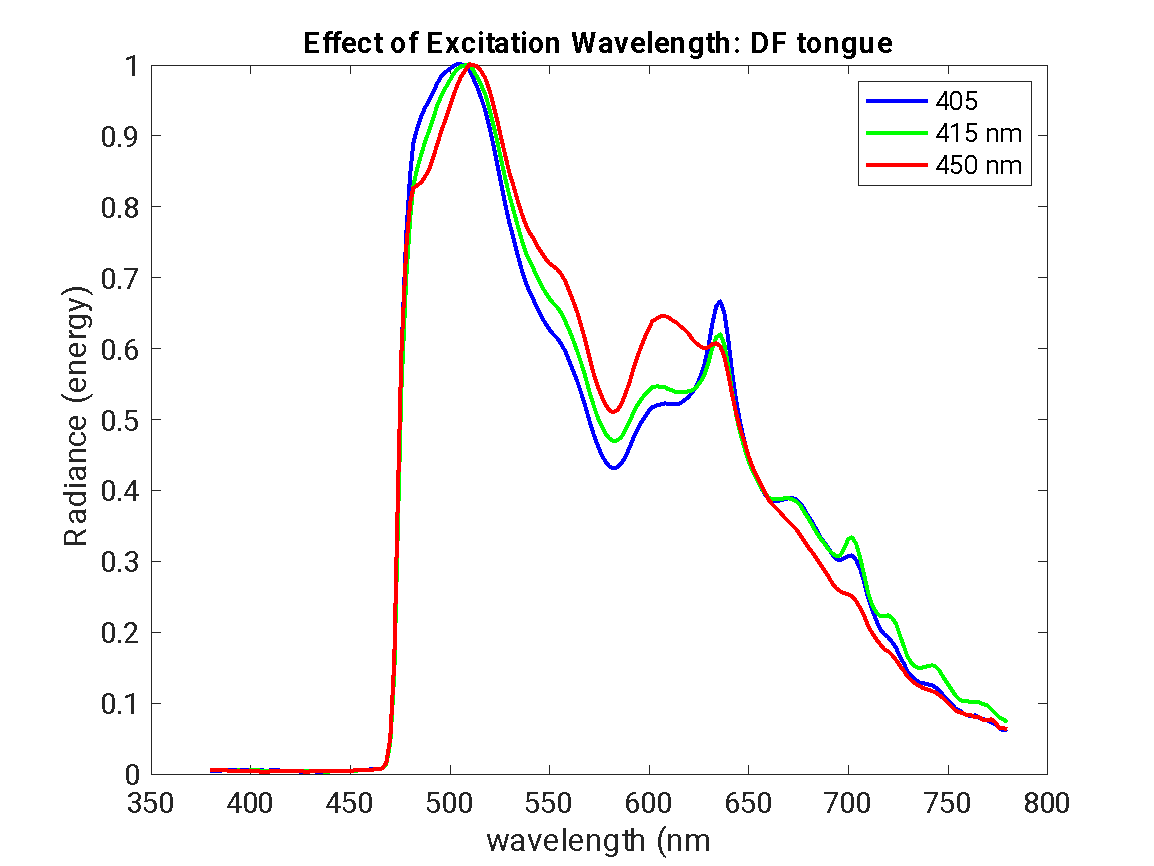 Effect of Excitation Wavelength: DF tongue
405
415 nm
450 nm
Radiance (energy)
1
0.9
0.8
0.7
0.6
0.5
0.4
0.3
0.2
0.1
0
350 400 450 500 550 600 650 700 750 800
wavelength (nm